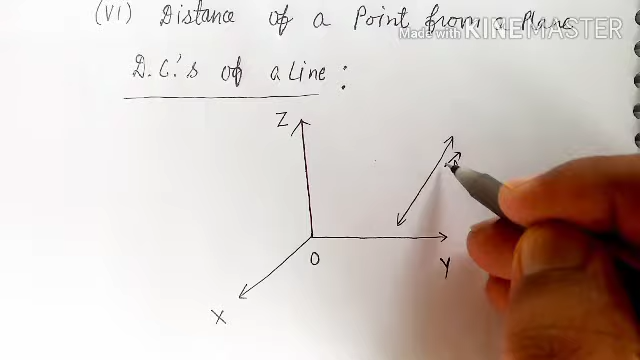 (VI) Distance of a Point from a Plane
Made with KINEMASTER
D.C.'s of a Line :
Z
O
Y
X